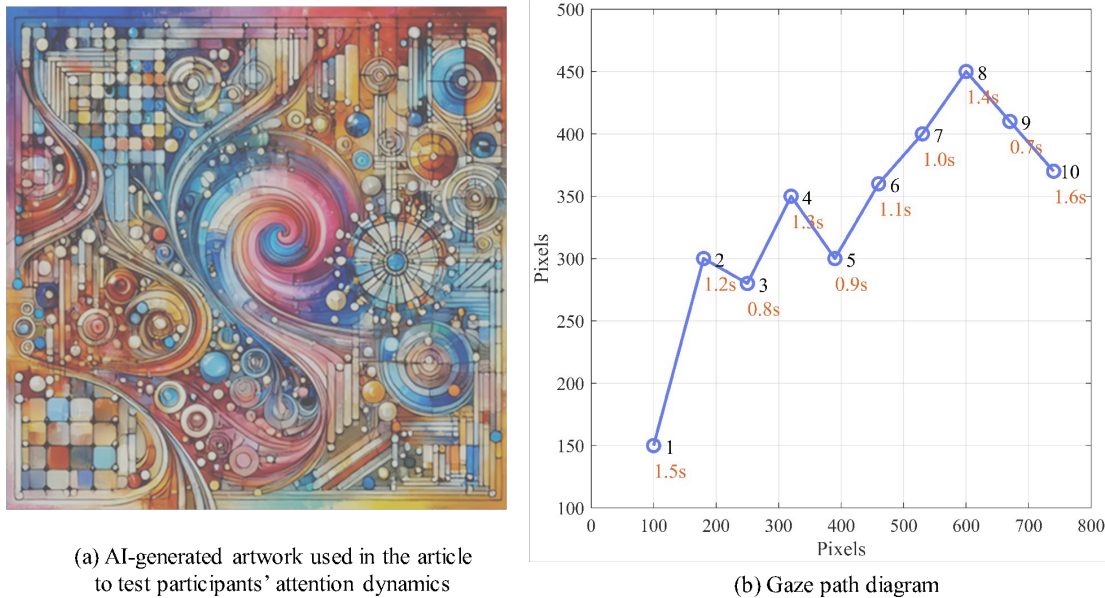 (a) AI-generated artwork used in the article
to test participants' attention dynamics
500
450
400
350
300
250
200
150
100
Pixels
0 100 200 300 400 500 600 700 800
Pixels
1
1.5s
2
1.2s
3
0.8s
4
1.3s
5
0.9s
6
1.1s
7
1.0s
8
1.4s
9
0.7s
10
1.6s
(b) Gaze path diagram